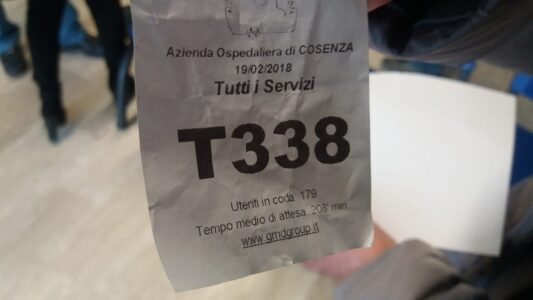 Azienda Ospedaliera di COSENZA
19/02/2018
Tutti i Servizi
T338
Utenti in coda: 179
Tempo medio di attesa: 208' min.
www.gmdgroup.it